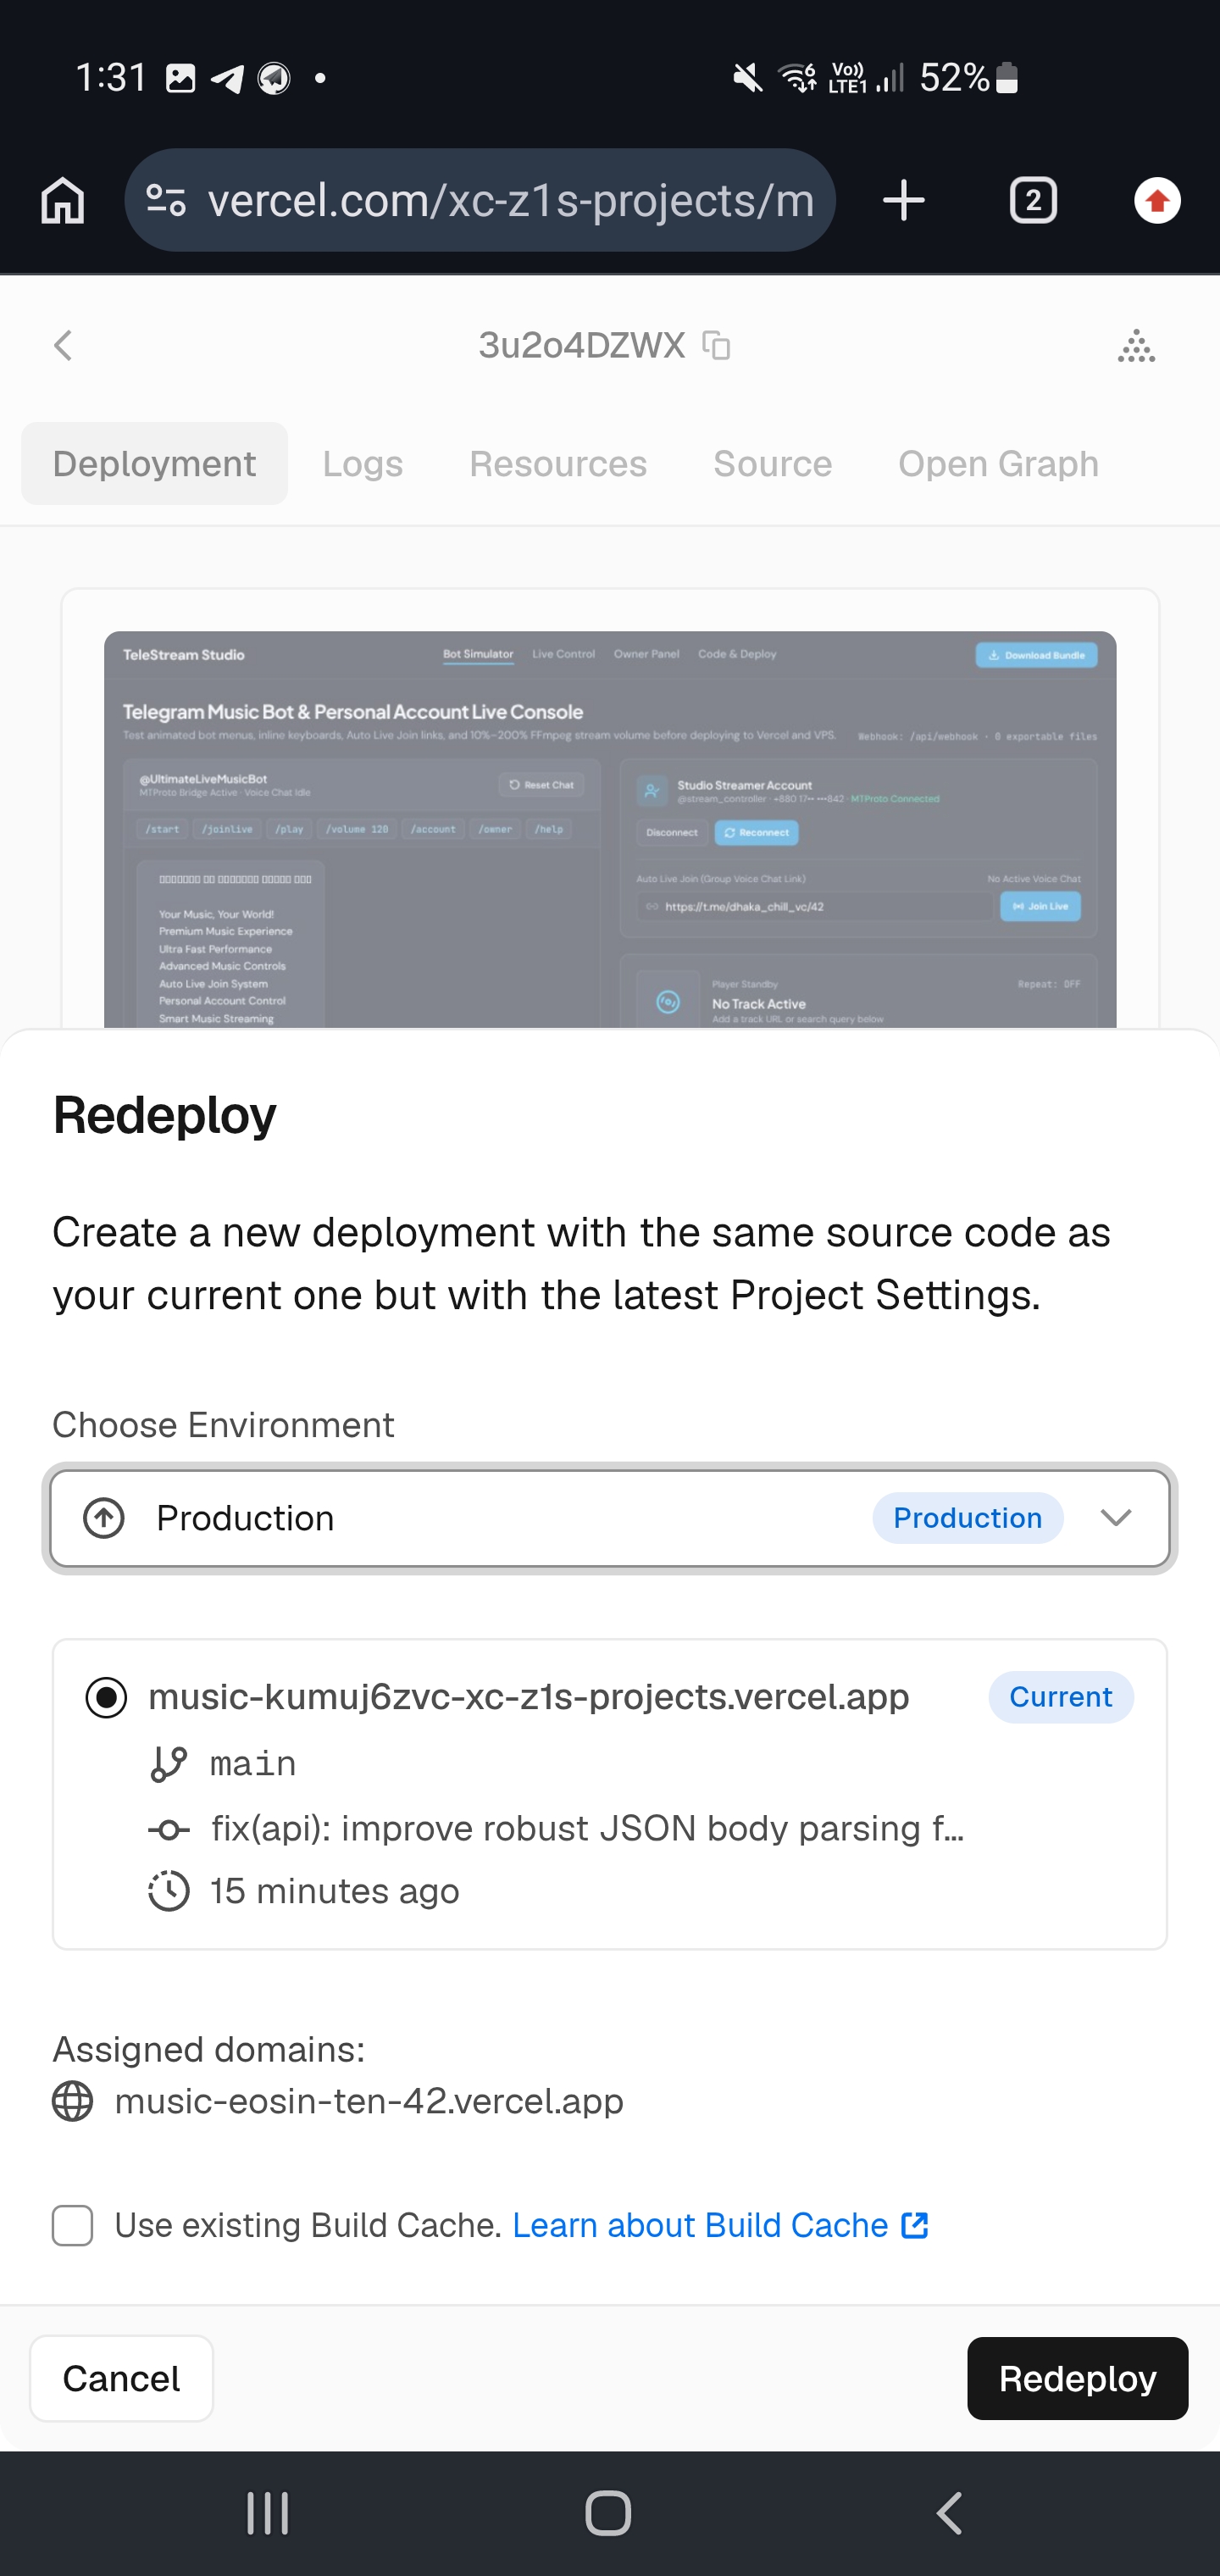 1:31
Vo)) LTE1 52%
vercel.com/xc-z1s-projects/m
2
3u2o4DZWX
Deployment Logs Resources Source Open Graph
TeleStream Studio Bot Simulator Live Control Owner Panel Code & Deploy Download Bundle
Telegram Music Bot & Personal Account Live Console
Test animated bot menus, inline keyboards, Auto Live Join links, and 10%–200% FFmpeg stream volume before deploying to Vercel and VPS. Webhook: /api/webhook · 0 exportable files
@UltimateLiveMusicBot
MTProto Bridge Active · Voice Chat Idle
Reset Chat
/start /joinlive /play /volume 120 /account /owner /help
Your Music, Your World!
Premium Music Experience
Ultra Fast Performance
Advanced Music Controls
Auto Live Join System
Personal Account Control
Smart Music Streaming
Studio Streamer Account
@stream_controller · +880 17•• •••842 · MTProto Connected
Disconnect Reconnect
Auto Live Join (Group Voice Chat Link) No Active Voice Chat
https://t.me/dhaka_chill_vc/42 Join Live
Player Standby Repeat: OFF
No Track Active
Add a track URL or search query below
Redeploy
Create a new deployment with the same source code as
your current one but with the latest Project Settings.
Choose Environment
Production Production
music-kumuj6zvc-xc-z1s-projects.vercel.app Current
main
fix(api): improve robust JSON body parsing f...
15 minutes ago
Assigned domains:
music-eosin-ten-42.vercel.app
Use existing Build Cache. Learn about Build Cache
Cancel Redeploy